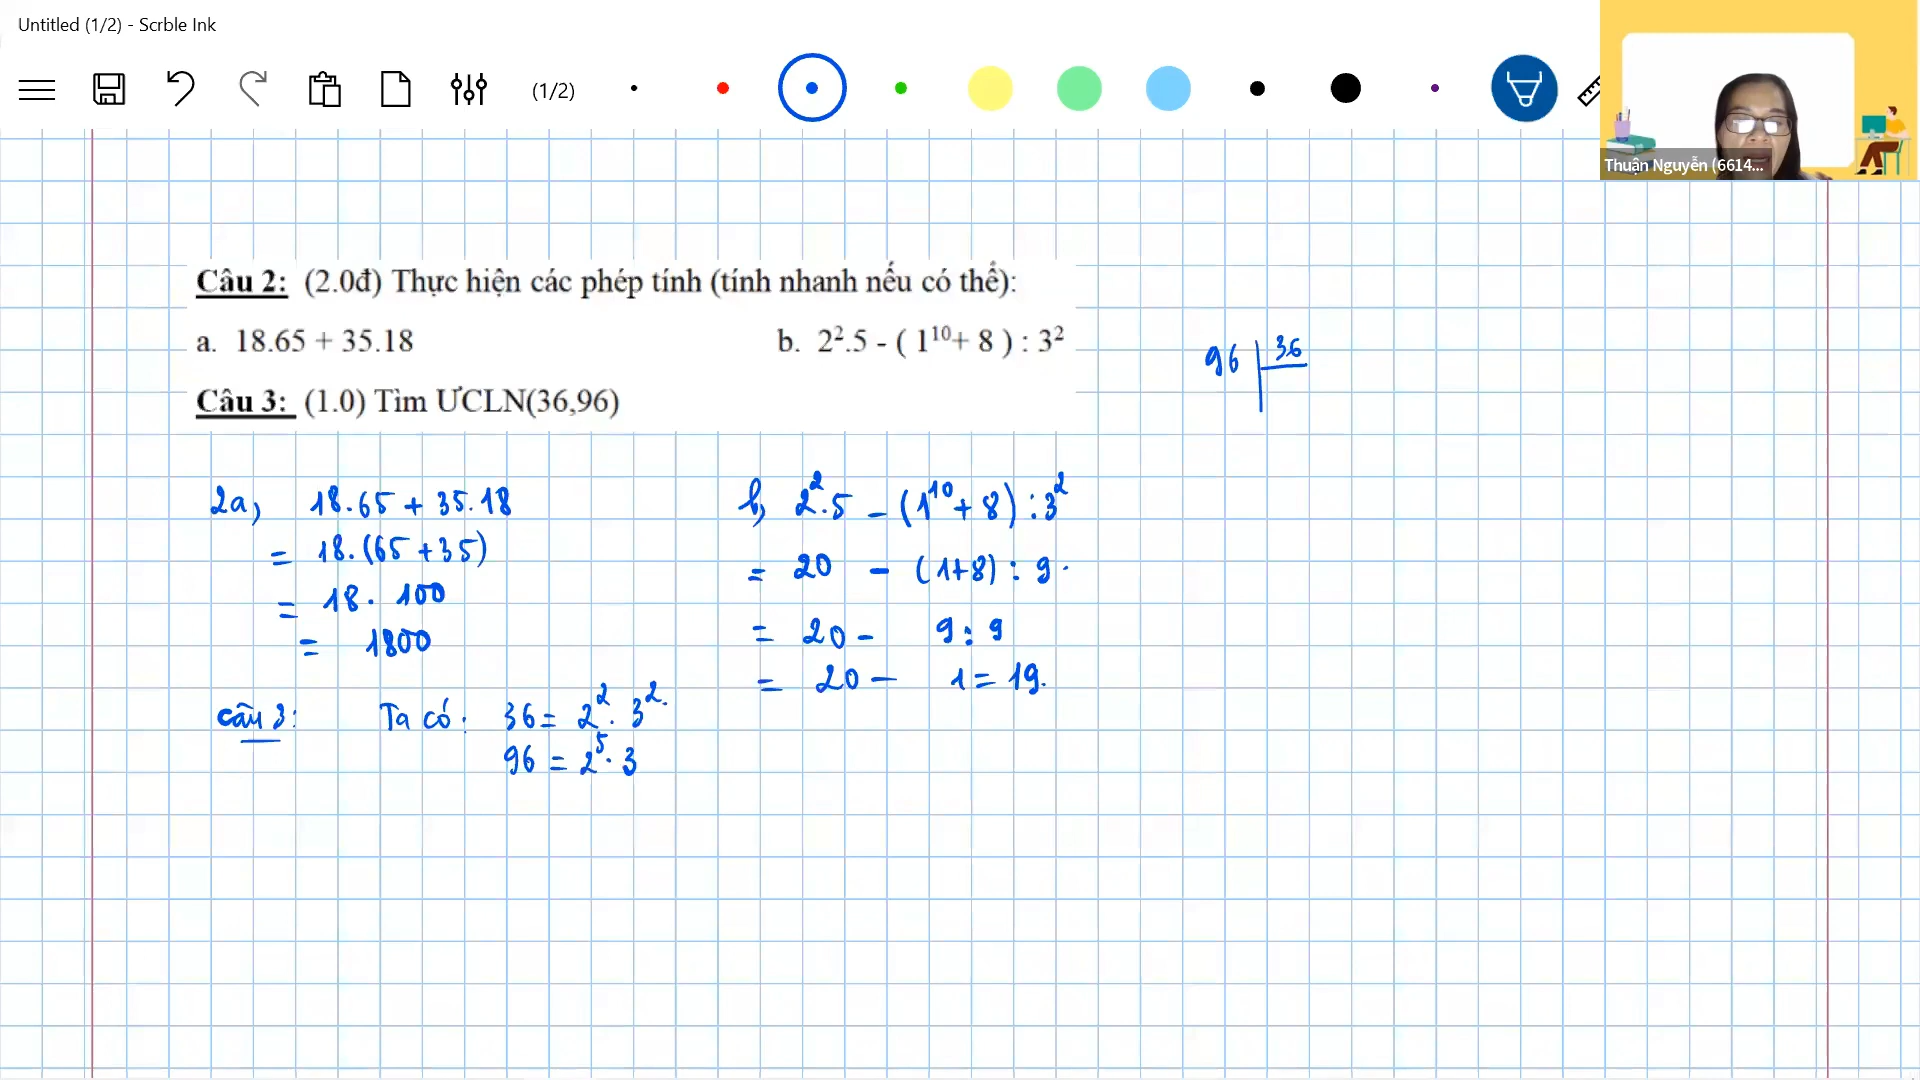 Untitled (1/2) - Scrble Ink
(1/2)
Thuận Nguyễn (6614...
Câu 2: (2.0đ) Thực hiện các phép tính (tính nhanh nếu có thể):
a. 18.65 + 35.18
b. 2².5 - ( 1¹⁰+ 8 ) : 3²
Câu 3: (1.0) Tìm ƯCLN(36,96)
96 | 36
2a, 18.65 + 35.18
= 18.(65 + 35)
= 18. 100
= 1800
b, 2².5 - (1¹⁰ + 8) : 3²
= 20 - (1+8) : 9.
= 20 - 9 : 9
= 20 - 1 = 19.
câu 3: Ta có: 36 = 2². 3².
96 = 2⁵. 3